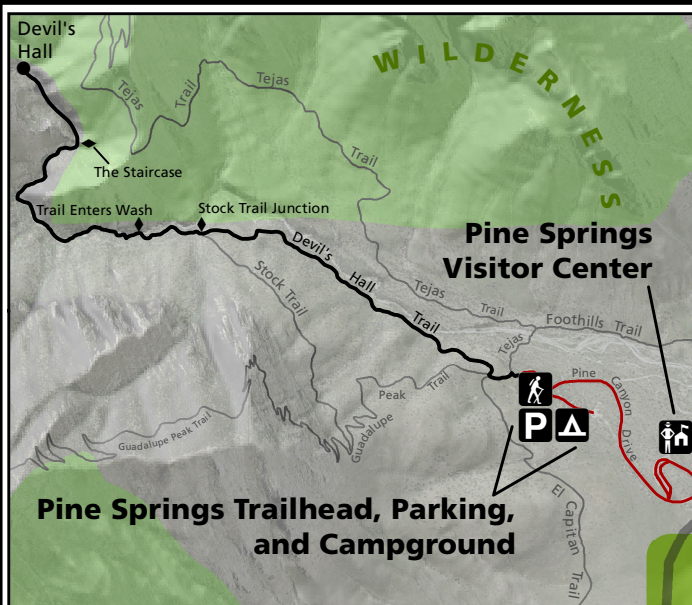 Devil's
Hall
WILDERNESS
Tejas
Trail
Tejas
Trail
The Staircase
Trail Enters Wash
Stock Trail Junction
Pine Springs
Visitor Center
Devil's
Hall
Trail
Stock Trail
Tejas
Trail
Foothills Trail
Tejas
Pine
Canyon
Drive
Peak
Trail
Guadalupe
Guadalupe Peak Trail
P
Pine Springs Trailhead, Parking,
and Campground
El Capitan
Trail